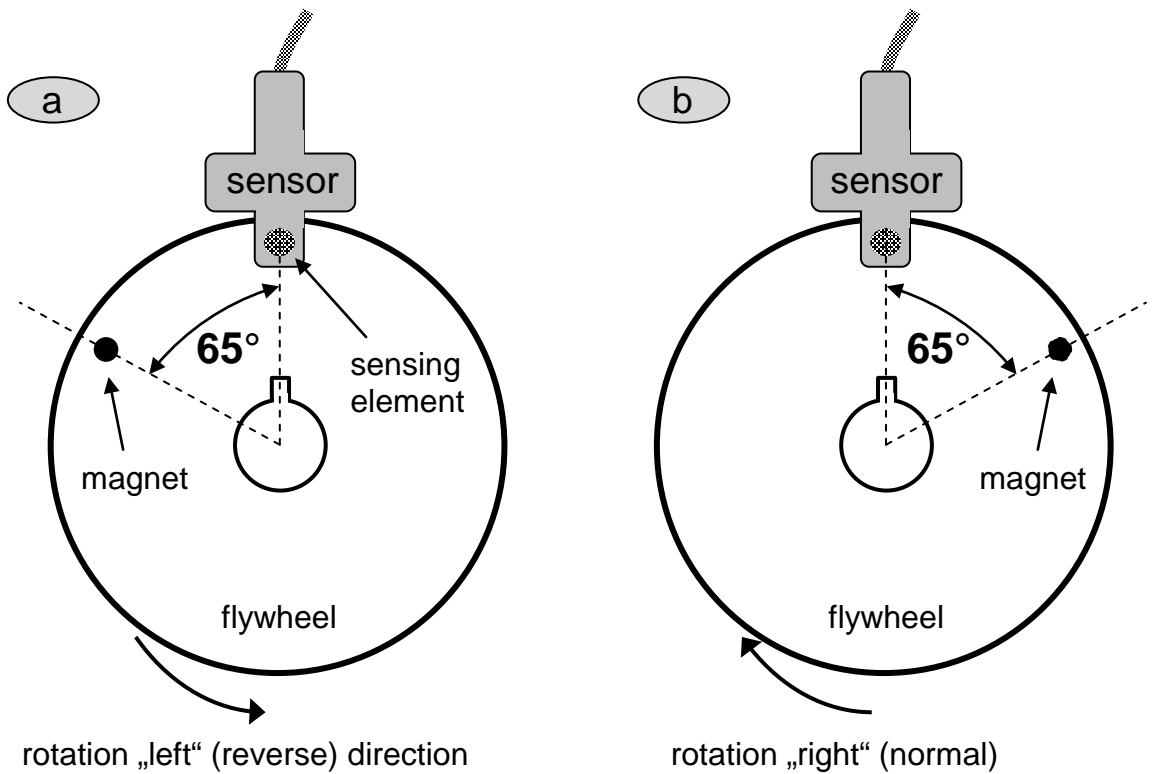 a
sensor
65°
sensing
element
magnet
flywheel
rotation „left“ (reverse) direction
b
sensor
65°
magnet
flywheel
rotation „right“ (normal)